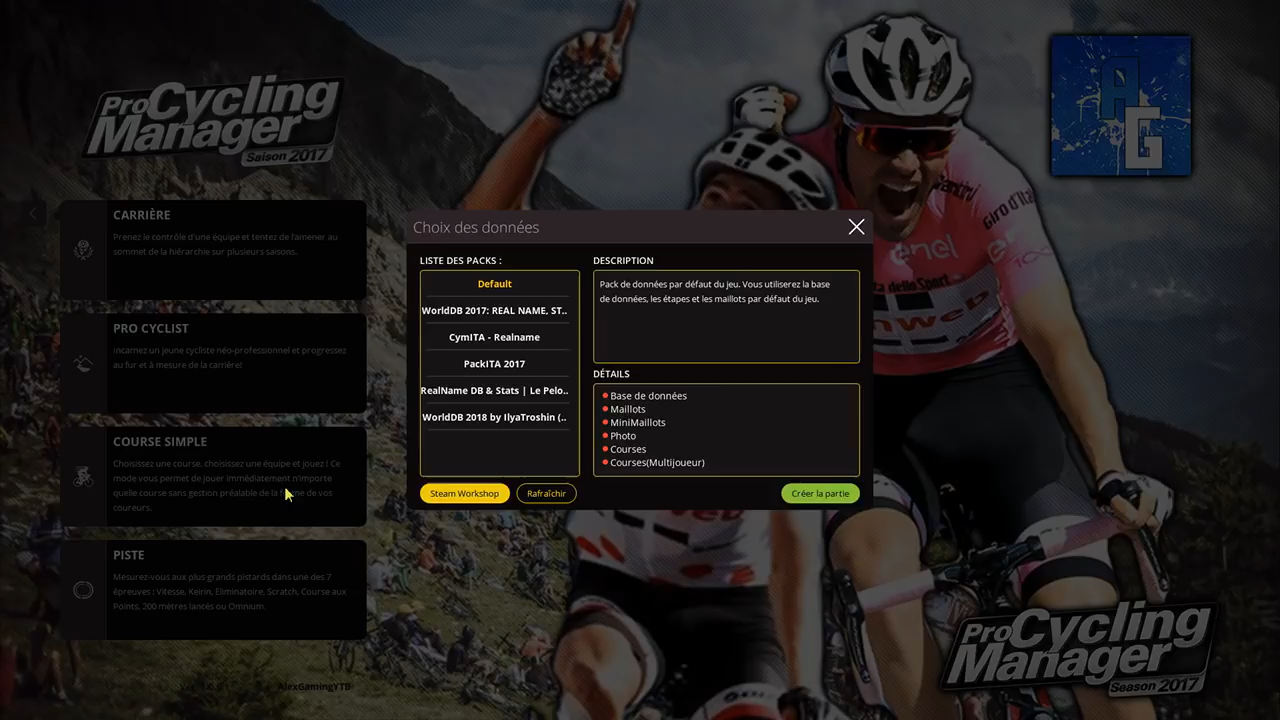 Pro Cycling
Manager
Saison 2017
AG
CARRIÈRE
Prenez le contrôle d'une équipe et tentez de l'amener au
sommet de la hiérarchie sur plusieurs saisons.
PRO CYCLIST
Incarnez un jeune cycliste néo-professionnel et progressez
au fur et à mesure de la carrière!
COURSE SIMPLE
Choisissez une course, choisissez une équipe et jouez ! Ce
mode vous permet de jouer immédiatement n'importe
quelle course sans gestion préalable de la forme de vos
coureurs.
PISTE
Mesurez-vous aux plus grands pistards dans une des 7
épreuves : Vitesse, Keirin, Eliminatoire, Scratch, Course aux
Points, 200 mètres lancés ou Omnium.
AlexGamingYTB
Choix des données
LISTE DES PACKS :
Default
WorldDB 2017: REAL NAME, ST..
CymITA - Realname
PackITA 2017
RealName DB & Stats | Le Pelo..
WorldDB 2018 by IlyaTroshin (..
Steam Workshop
Rafraîchir
DESCRIPTION
Pack de données par défaut du jeu. Vous utiliserez la base
de données, les étapes et les maillots par défaut du jeu.
DÉTAILS
Base de données
Maillots
MiniMaillots
Photo
Courses
Courses(Multijoueur)
Créer la partie
Giro d'Ita
enel
Pro Cycling
Manager
Season 2017